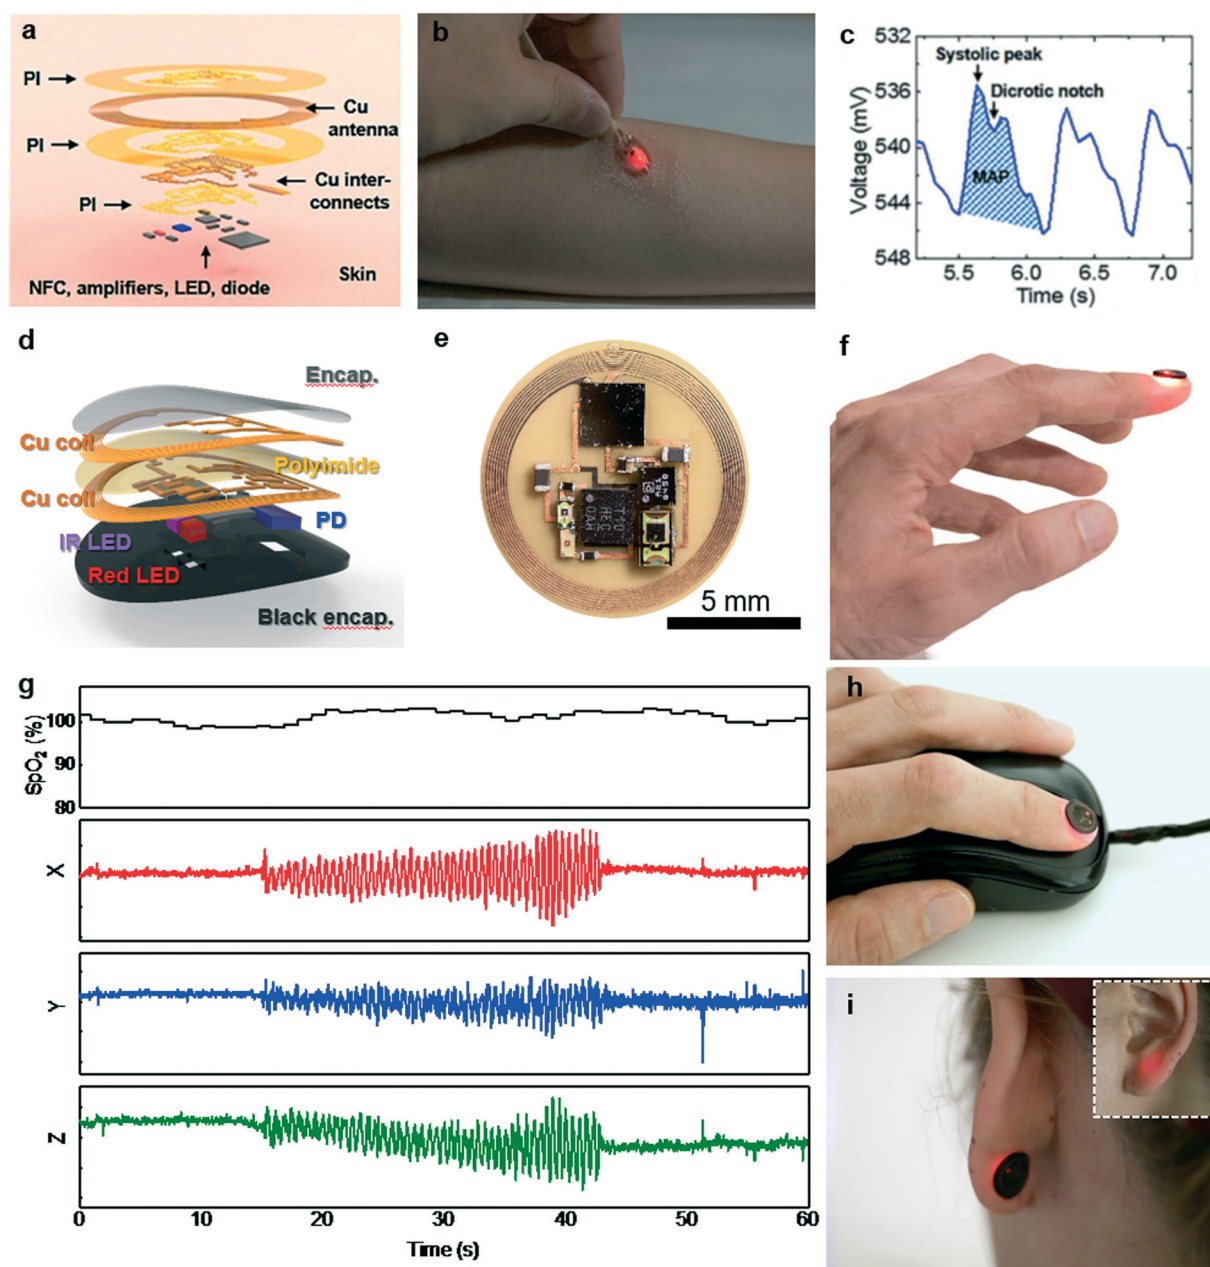 a
PI
Cu
antenna
PI
Cu inter-
connects
PI
NFC, amplifiers, LED, diode
Skin
b
c
532
536
540
544
548
Voltage (mV)
Systolic peak
Dicrotic notch
MAP
5.5
6.0
6.5
7.0
Time (s)
d
Encap.
Cu coil
Polyimide
Cu coil
PD
IR LED
Red LED
Black encap.
e
5 mm
f
g
SpO2 (%)
100
90
80
X
Y
Z
0
10
20
30
40
50
60
Time (s)
h
i